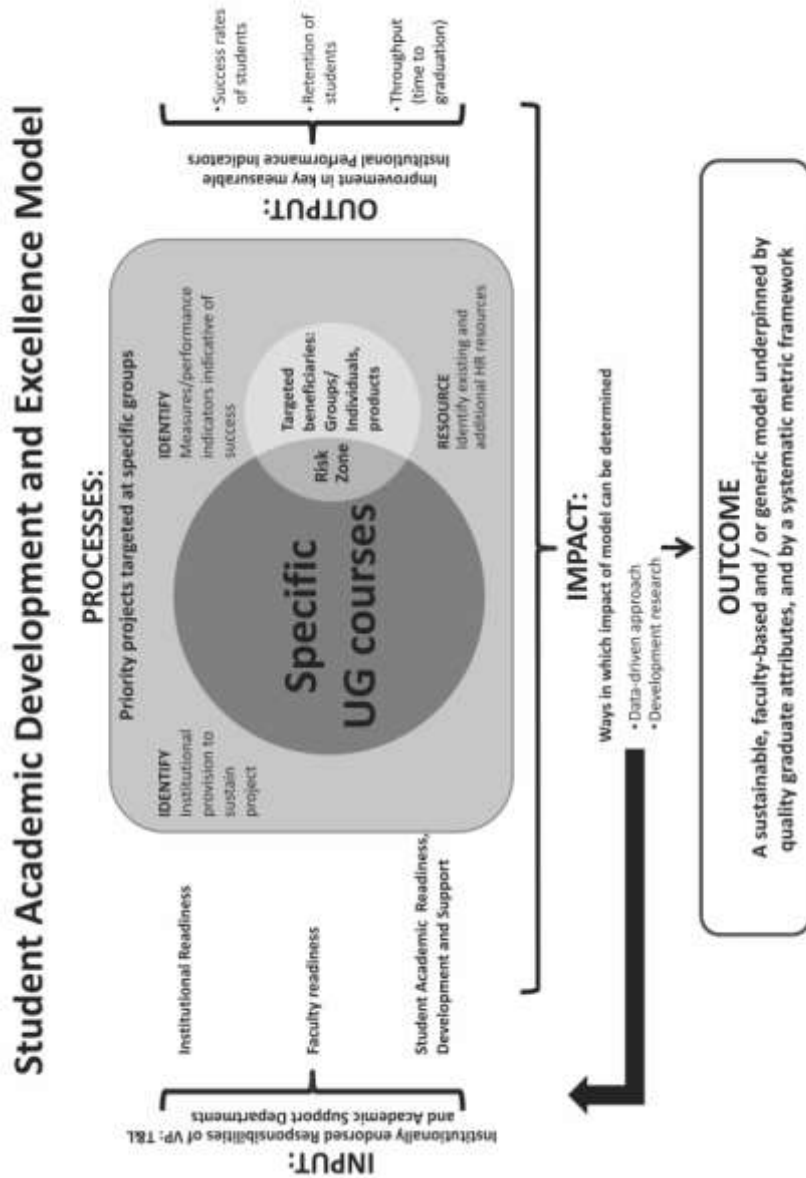 Student Academic Development and Excellence Model
INPUT:
Institutionally endorsed Responsibilities of VP: T&L
and Academic Support Departments
Institutional Readiness
Faculty readiness
Student Academic Readiness,
Development and Support
PROCESSES:
Priority projects targeted at specific groups
IDENTIFY
Institutional
provision to
sustain
project
IDENTIFY
Measures/performance
indicators indicative of
success
Specific
UG courses
Risk
Zone
Targeted
beneficiaries:
Groups/
Individuals,
products
RESOURCE
Identify existing and
additional HR resources
OUTPUT:
Improvement in key measurable
Institutional Performance Indicators
•Success rates
of students
•Retention of
students
•Throughput
(time to
graduation)
IMPACT:
Ways in which impact of model can be determined
•Data-driven approach
•Development research
OUTCOME
A sustainable, faculty-based and / or generic model underpinned by
quality graduate attributes, and by a systematic metric framework